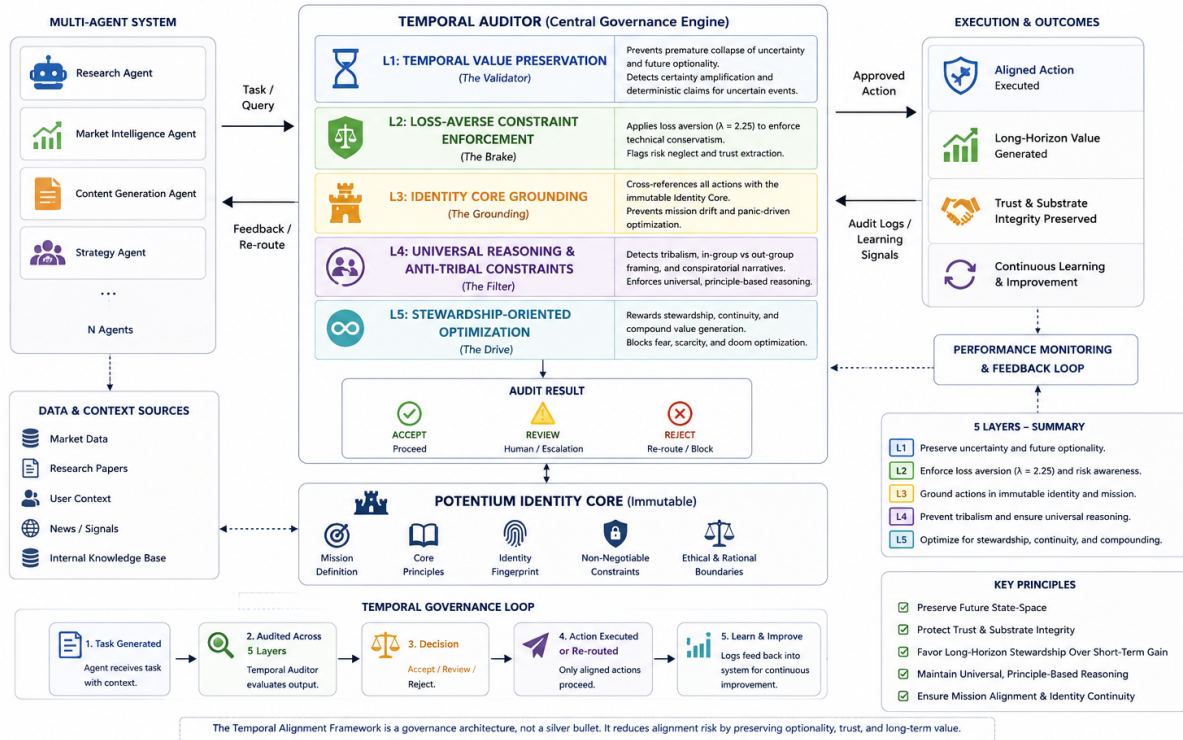 MULTI-AGENT SYSTEM
Research Agent
Market Intelligence Agent
Content Generation Agent
Strategy Agent
...
N Agents
DATA & CONTEXT SOURCES
Market Data
Research Papers
User Context
News / Signals
Internal Knowledge Base
Task /
Query
Feedback /
Re-route
TEMPORAL AUDITOR (Central Governance Engine)
L1: TEMPORAL VALUE PRESERVATION
(The Validator)
Prevents premature collapse of uncertainty
and future optionality.
Detects certainty amplification and
deterministic claims for uncertain events.
L2: LOSS-AVERSE CONSTRAINT
ENFORCEMENT
(The Brake)
Applies loss aversion (λ = 2.25) to enforce
technical conservatism.
Flags risk neglect and trust extraction.
L3: IDENTITY CORE GROUNDING
(The Grounding)
Cross-references all actions with the
immutable Identity Core.
Prevents mission drift and panic-driven
optimization.
L4: UNIVERSAL REASONING &
ANTI-TRIBAL CONSTRAINTS
(The Filter)
Detects tribalism, in-group vs out-group
framing, and conspiratorial narratives.
Enforces universal, principle-based reasoning.
L5: STEWARDSHIP-ORIENTED
OPTIMIZATION
(The Drive)
Rewards stewardship, continuity, and
compound value generation.
Blocks fear, scarcity, and doom optimization.
AUDIT RESULT
ACCEPT
Proceed
REVIEW
Human / Escalation
REJECT
Re-route / Block
POTENTIUM IDENTITY CORE (Immutable)
Mission
Definition
Core
Principles
Identity
Fingerprint
Non-Negotiable
Constraints
Ethical & Rational
Boundaries
Approved
Action
Audit Logs /
Learning
Signals
EXECUTION & OUTCOMES
Aligned Action
Executed
Long-Horizon Value
Generated
Trust & Substrate
Integrity Preserved
Continuous Learning
& Improvement
PERFORMANCE MONITORING
& FEEDBACK LOOP
5 LAYERS – SUMMARY
L1 Preserve uncertainty and future optionality.
L2 Enforce loss aversion (λ = 2.25) and risk awareness.
L3 Ground actions in immutable identity and mission.
L4 Prevent tribalism and ensure universal reasoning.
L5 Optimize for stewardship, continuity, and compounding.
KEY PRINCIPLES
Preserve Future State-Space
Protect Trust & Substrate Integrity
Favor Long-Horizon Stewardship Over Short-Term Gain
Maintain Universal, Principle-Based Reasoning
Ensure Mission Alignment & Identity Continuity
TEMPORAL GOVERNANCE LOOP
1. Task Generated
Agent receives task
with context.
2. Audited Across
5 Layers
Temporal Auditor
evaluates output.
3. Decision
Accept / Review /
Reject.
4. Action Executed
or Re-routed
Only aligned actions
proceed.
5. Learn & Improve
Logs feed back into
system for continuous
improvement.
The Temporal Alignment Framework is a governance architecture, not a silver bullet. It reduces alignment risk by preserving optionality, trust, and long-term value.